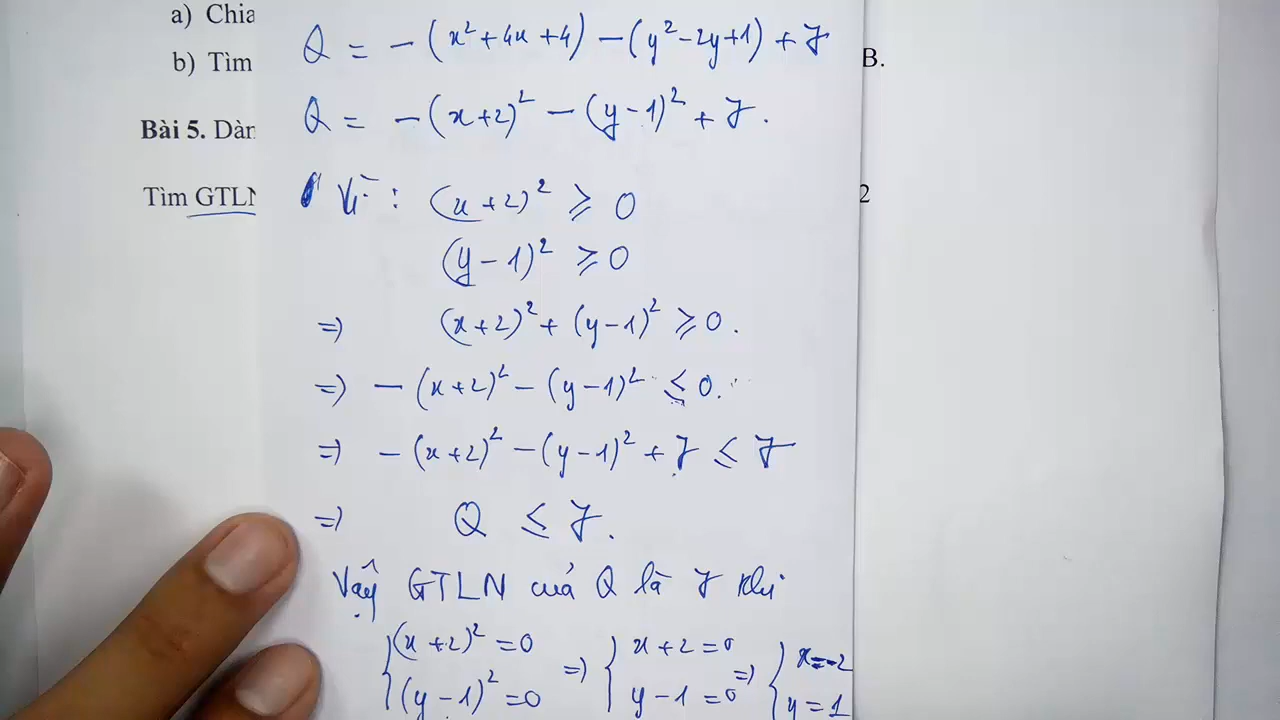 a) Chia
b) Tìm
B.
Bài 5. Dàn
Tìm GTLN
2
Q = -(x²+4x+4) -(y²-2y+1) + 7
Q = -(x+2)² - (y-1)² + 7.
Vì : (x+2)² ≥ 0
(y-1)² ≥ 0
=> (x+2)² + (y-1)² ≥ 0.
=> -(x+2)² - (y-1)² ≤ 0.
=> -(x+2)² - (y-1)² + 7 ≤ 7
=> Q ≤ 7.
Vậy GTLN của Q là 7 khi
{(x+2)² = 0 => {x+2=0 => {x=-2
{(y-1)² = 0 {y-1=0 {y=1